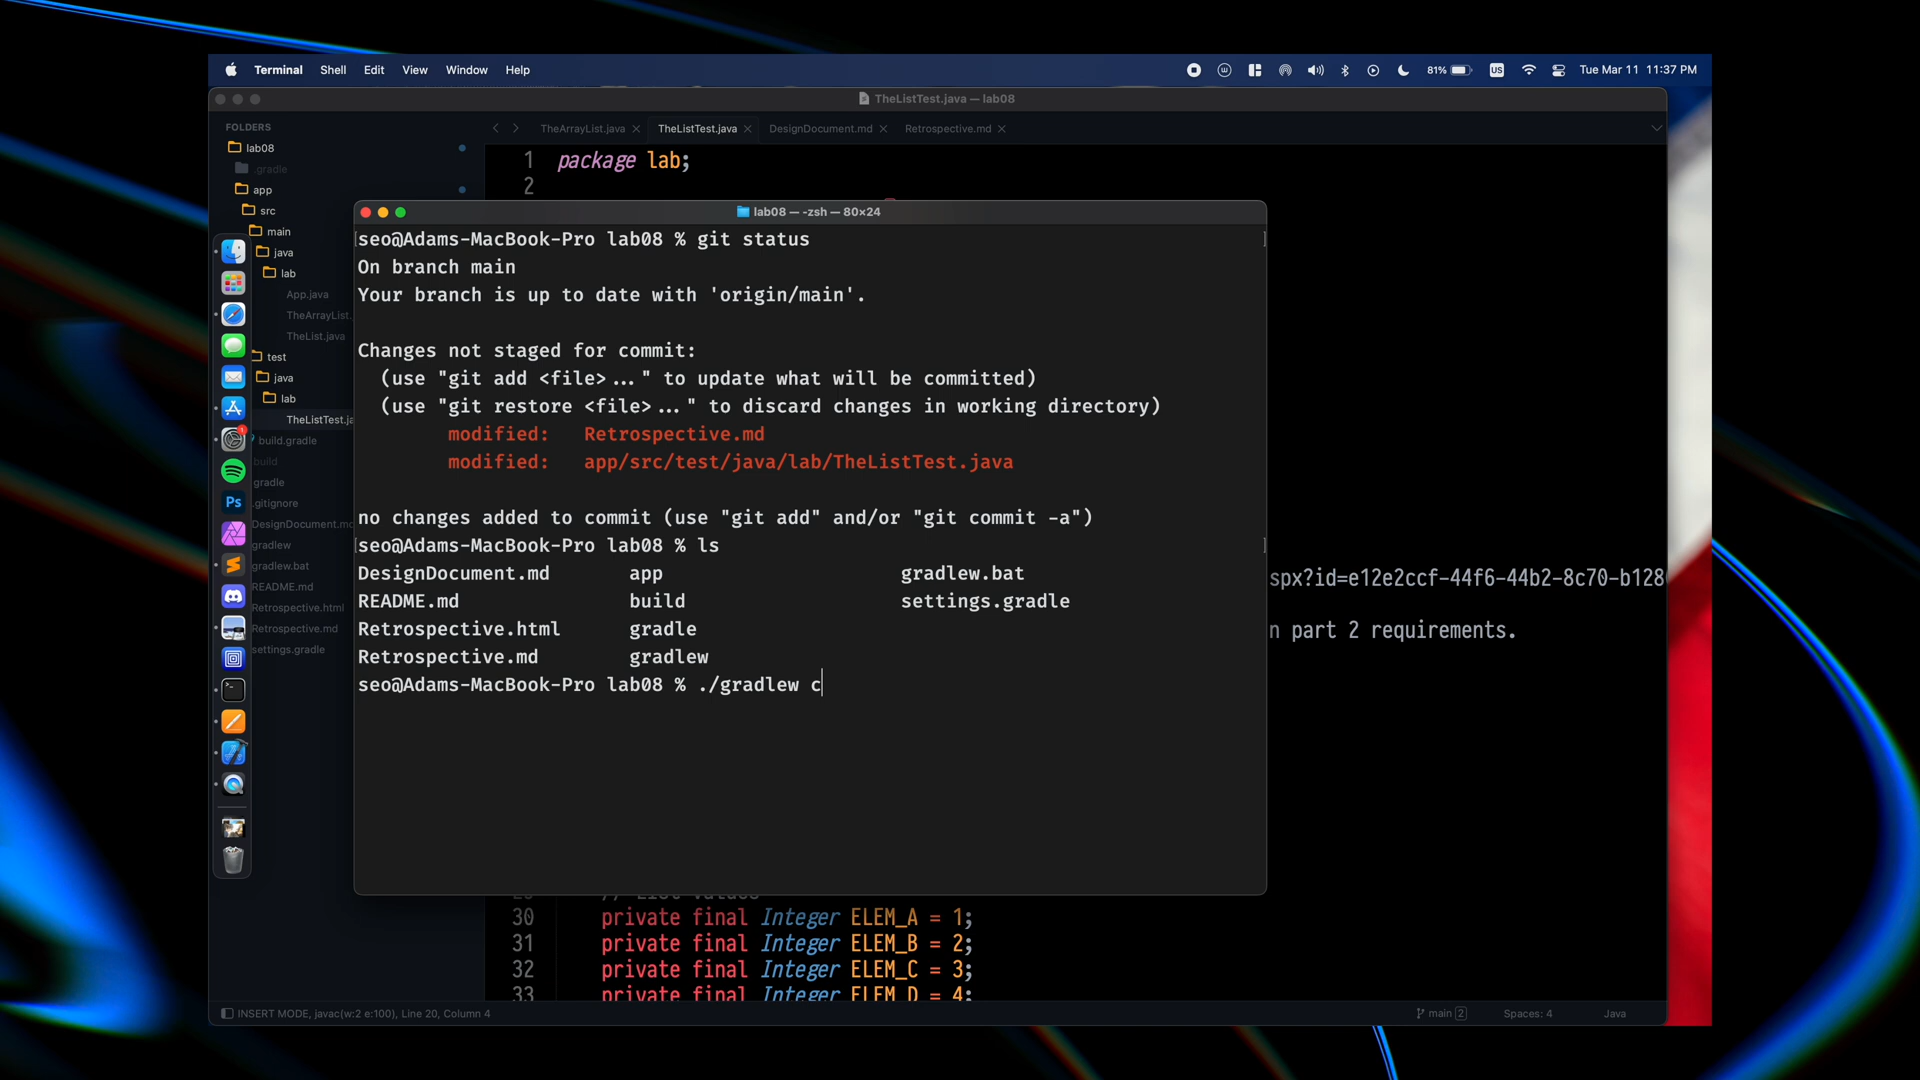 Terminal Shell Edit View Window Help 81% US Tue Mar 11 11:37 PM
TheListTest.java — lab08
FOLDERS
TheArrayList.java TheListTest.java DesignDocument.md Retrospective.md
lab08
.gradle
app
src
main
java
lab
App.java
TheArrayList.
TheList.java
test
java
lab
TheListTest.ja
build.gradle
build
gradle
.gitignore
DesignDocument.md
gradlew
gradlew.bat
README.md
Retrospective.html
Retrospective.md
settings.gradle
Ps
1 package lab;
2
lab08 — -zsh — 80×24
seo@Adams-MacBook-Pro lab08 % git status
On branch main
Your branch is up to date with 'origin/main'.
Changes not staged for commit:
(use "git add <file>..." to update what will be committed)
(use "git restore <file>..." to discard changes in working directory)
modified: Retrospective.md
modified: app/src/test/java/lab/TheListTest.java
no changes added to commit (use "git add" and/or "git commit -a")
seo@Adams-MacBook-Pro lab08 % ls
DesignDocument.md app gradlew.bat
README.md build settings.gradle
Retrospective.html gradle
Retrospective.md gradlew
seo@Adams-MacBook-Pro lab08 % ./gradlew c
spx?id=e12e2ccf-44f6-44b2-8c70-b128
n part 2 requirements.
30 private final Integer ELEM_A = 1;
31 private final Integer ELEM_B = 2;
32 private final Integer ELEM_C = 3;
33 private final Integer ELEM_D = 4;
INSERT MODE, javac(w:2 e:100), Line 20, Column 4 main 2 Spaces: 4 Java